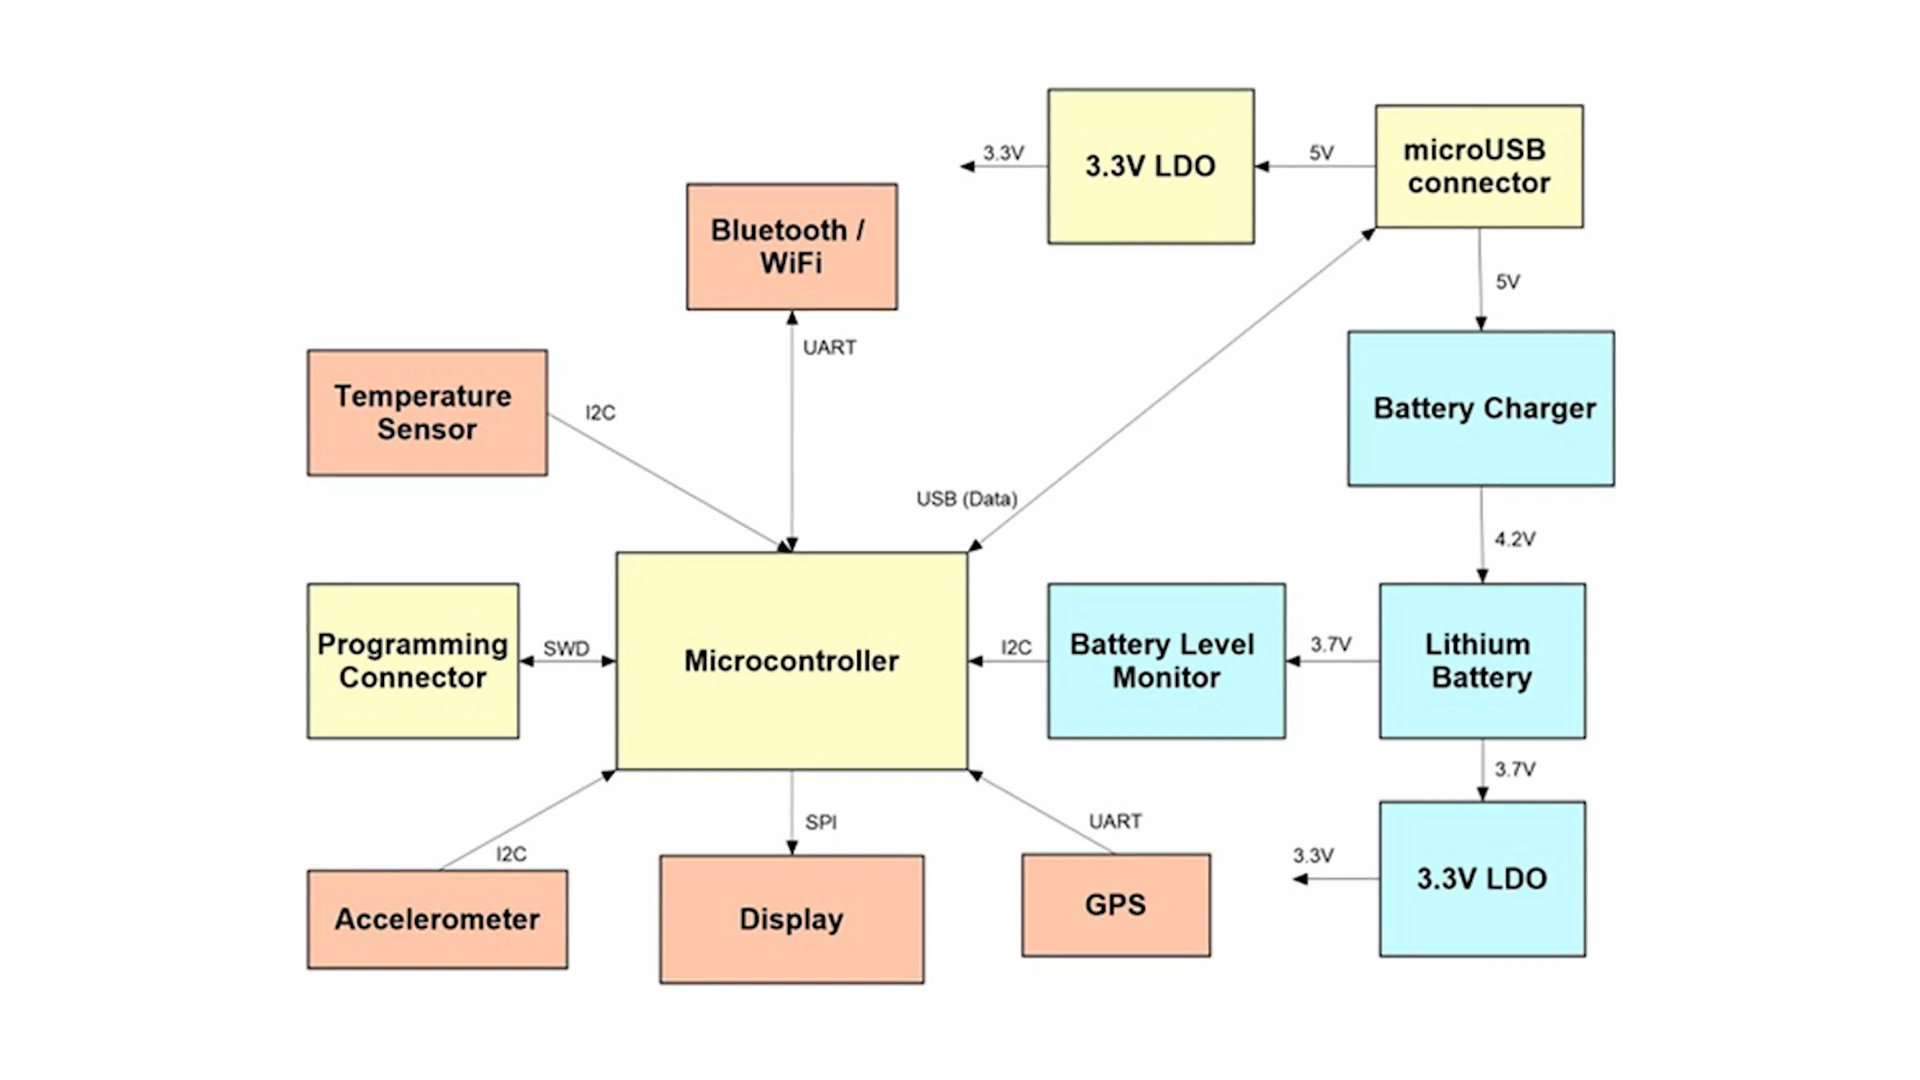 3.3V
3.3V LDO
5V
microUSB
connector
Bluetooth /
WiFi
5V
UART
Temperature
Sensor
I2C
Battery Charger
USB (Data)
4.2V
Programming
Connector
SWD
Microcontroller
I2C
Battery Level
Monitor
3.7V
Lithium
Battery
3.7V
SPI
UART
I2C
3.3V
3.3V LDO
Accelerometer
Display
GPS